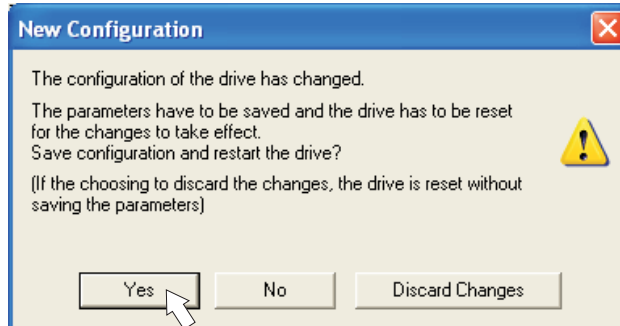 New Configuration
The configuration of the drive has changed.
The parameters have to be saved and the drive has to be reset
for the changes to take effect.
Save configuration and restart the drive?
(If the choosing to discard the changes, the drive is reset without
saving the parameters)
Yes
No
Discard Changes